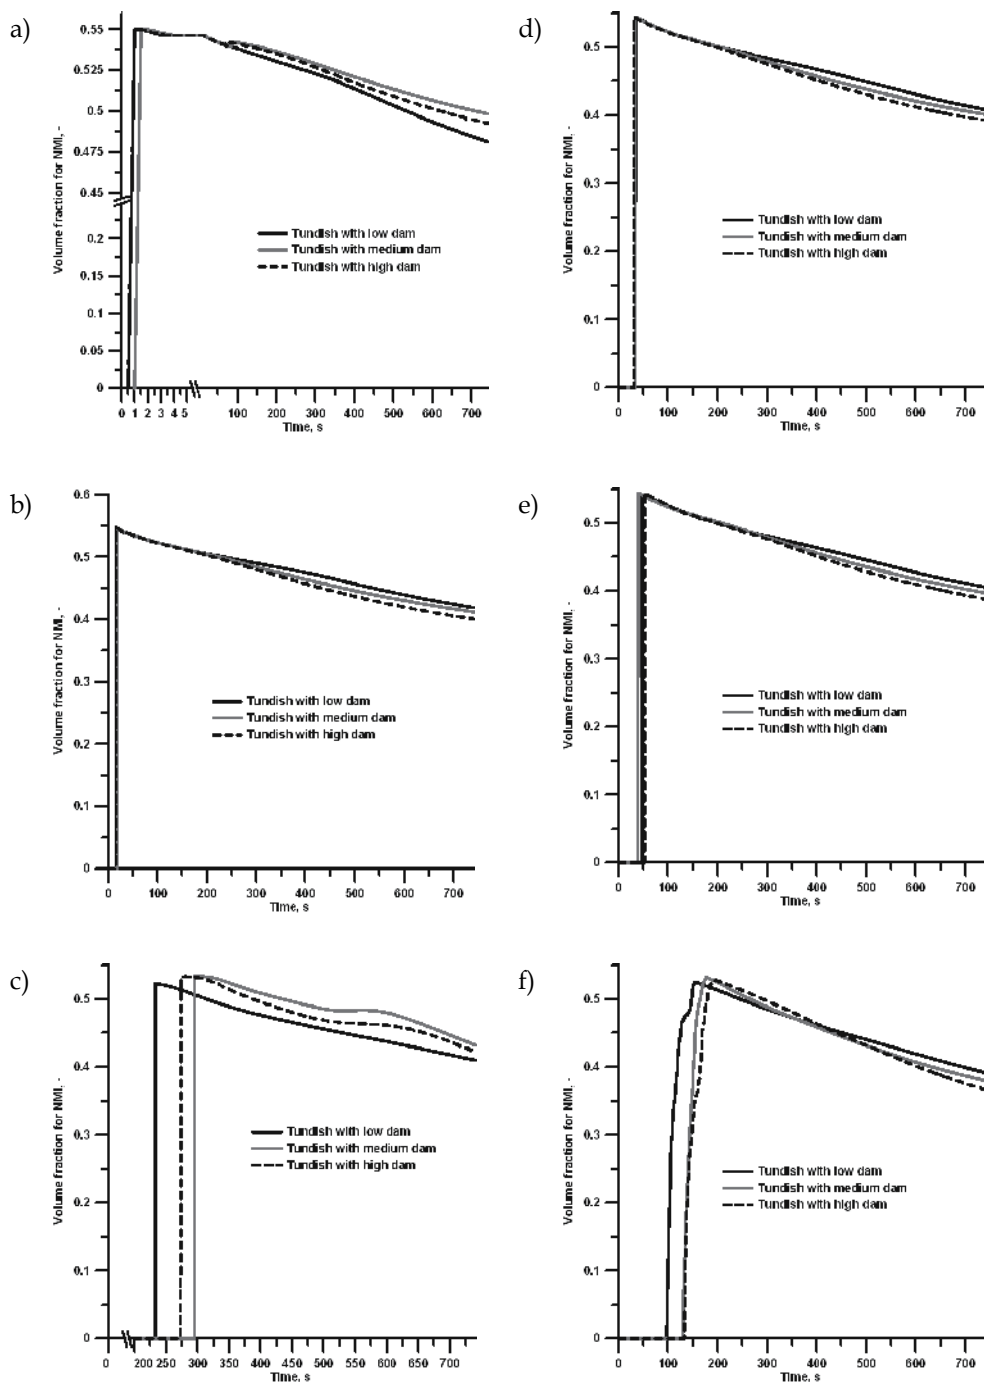 a)
Volume fraction for NMI, -
0.55
0.525
0.5
0.475
0.45
0.2
0.15
0.1
0.05
0
Tundish with low dam
Tundish with medium dam
Tundish with high dam
0 1 2 3 4 5 100 200 300 400 500 600 700
Time, s
d)
Volume fraction for NMI, -
0.5
0.4
0.3
0.2
0.1
0
Tundish with low dam
Tundish with medium dam
Tundish with high dam
0 100 200 300 400 500 600 700
Time, s
b)
Volume fraction for NMI, -
0.6
0.5
0.4
0.3
0.2
0.1
0
Tundish with low dam
Tundish with medium dam
Tundish with high dam
0 100 200 300 400 500 600 700
Time, s
e)
Volume fraction for NMI, -
0.5
0.4
0.3
0.2
0.1
0
Tundish with low dam
Tundish with medium dam
Tundish with high dam
0 100 200 300 400 500 600 700
Time, s
c)
Volume fraction for NMI, -
0.5
0.4
0.3
0.2
0.1
0
Tundish with low dam
Tundish with medium dam
Tundish with high dam
0 200 250 300 350 400 450 500 550 600 650 700
Time, s
f)
Volume fraction for NMI, -
0.5
0.4
0.3
0.2
0.1
0
Tundish with low dam
Tundish with medium dam
Tundish with high dam
0 100 200 300 400 500 600 700
Time, s